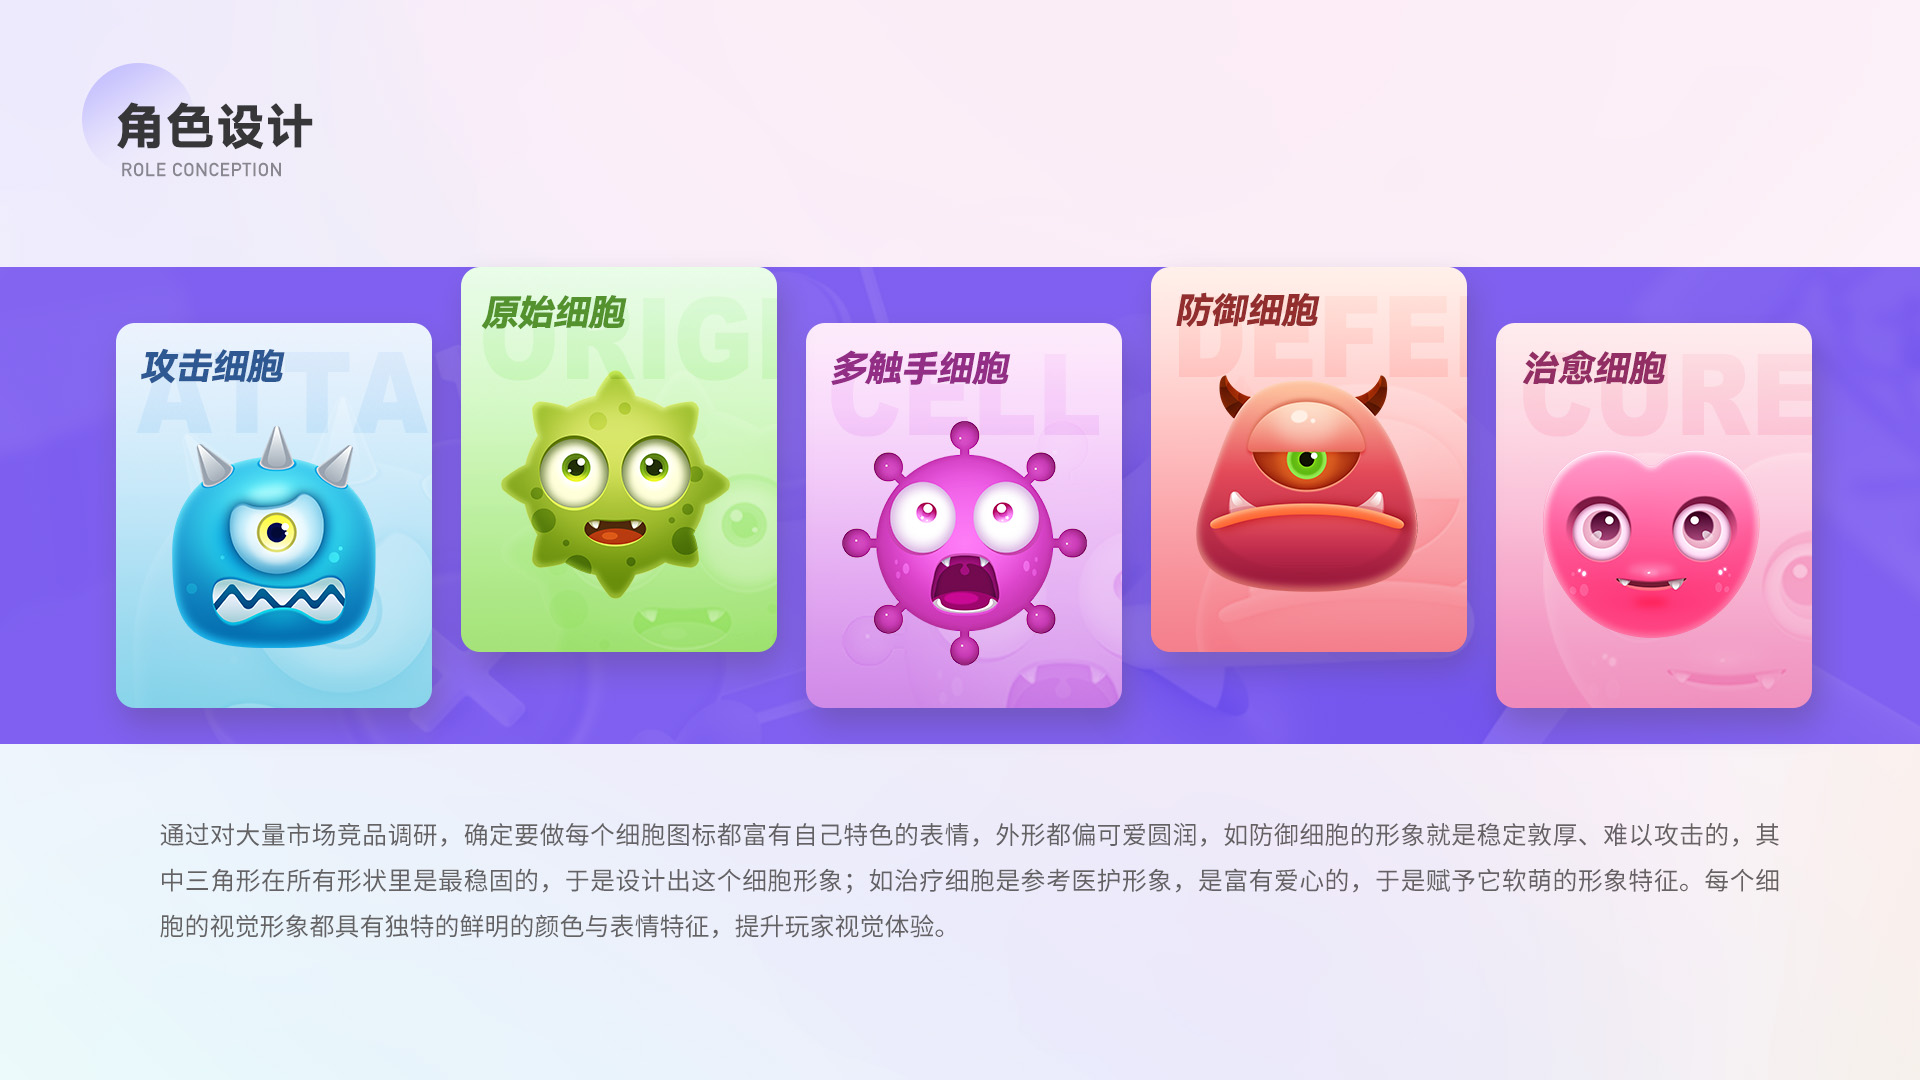 角色设计
ROLE CONCEPTION
ATTA
攻击细胞
ORIGI
原始细胞
CELL
多触手细胞
DEFE
防御细胞
CURE
治愈细胞
通过对大量市场竞品调研，确定要做每个细胞图标都富有自己特色的表情，外形都偏可爱圆润，如防御细胞的形象就是稳定敦厚、难以攻击的，其
中三角形在所有形状里是最稳固的，于是设计出这个细胞形象；如治疗细胞是参考医护形象，是富有爱心的，于是赋予它软萌的形象特征。每个细
胞的视觉形象都具有独特的鲜明的颜色与表情特征，提升玩家视觉体验。